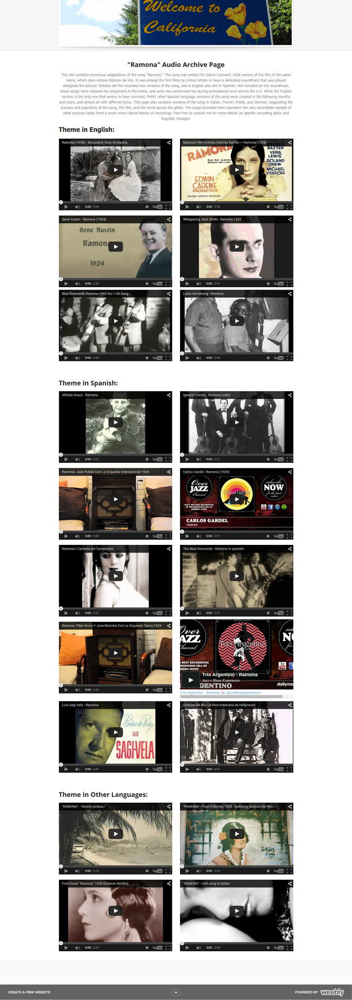 Welcome to
California
"Ramona" Audio Archive Page
This site contains numerous adaptations of the song "Ramona." The song was written for Edwin Carewe's 1928 version of the film of the same
name, which stars actress Dolores del Rio. It was among the first films by United Artists to have a dedicated soundtrack that was played
alongside the picture. Dolores del Rio recorded two versions of the song, one is English and one in Spanish. Not included on the soundtrack,
these songs were released for enjoyment in the home, and were also performed live during promotional tours across the U.S. While the English
version is the only one that seems to have survived, MANY other Spanish language versions of the song were created in the following months
and years, and almost all with different lyrics. This page also contains versions of the song in Italian, French, Polish, and German, suggesting the
success and popularity of the song, the film, and the novel across the globe. The songs provided here represent the very incomplete sample of
what survives today from a much more robust history of recordings. Feel free to contact me for more details on specific recording dates and
linguistic lineages.
Theme in English:
Ramona (1928) - Brunswick Hour Orchestra
0:00 / 3:06
YouTube
Mexican Film Actress Dolores Del Rio ~ Ramona (1928)
RAMONA
HELEN HUNT JACKSON'S
AMERICAN LOVE CLASSIC
EDWIN
CAREWE
PRODUCTION
UNITED ARTISTS PICTURE
WARNER
BAXTER
VERA
LEWIS
ROLAND
DREW
MICHAEL
VISAROFF
0:00 / 3:39
YouTube
Gene Austin - Ramona (1924)
Gene Austin
Ramona
1924
0:00 / 2:43
YouTube
Whispering Jack Smith - Ramona 1928
0:00 / 2:41
YouTube
Blue Diamonds Ramona-1960 No.1 Hit Song
0:00 / 2:20
YouTube
Louis Armstrong - Ramona
0:00 / 2:49
YouTube
Theme in Spanish:
Alfredo Kraus - Ramona
0:00 / 3:21
YouTube
Ignacio Corsini - Ramona (vals)
0:00 / 2:27
YouTube
Ramona- Juan Pulido Con La Orquesta Internacional 1928
0:00 / 3:59
YouTube
Carlos Gardel - Ramona (1928)
Over
JAZZ
Channel
ONLY THE BEST RECORDINGS
OF THE BEGINNING ERA OF
MODERN MUSIC
Carlos Gardel
subscribe
NOW
for the latest
videos
CARLOS GARDEL
RAMONA
0:00 / 2:57
YouTube
Ramona ( Cantada por Esmeralda)
0:00 / 3:21
YouTube
The Blue Diamonds - Ramona in spanish
0:00 / 2:27
YouTube
Ramona- Pilar Arcos Y Jose Moriche Con La Orquesta Tipica 1928
0:00 / 3:26
YouTube
MONDO LATINO
Over
AZZ
Channel
E BEST RECORDINGS
BEGINNING ERA OF
DERN MUSIC
Trio Argentino
Trio Argentino - Ramona
Jazz n Blues Experience
GENTINO
dailymo
Trio Argentino - Ramona by JazznBluesexperience
Luis Sagi Vela - Ramona
Bodas de Plata
LUIS
SAGI-VELA
0:00 / 3:41
YouTube
Dolores del Rio: La Diva mexicana de Hollywood
0:00 / 6:01
YouTube
Theme in Other Languages:
"RAMONA" - Versión polaca !
0:00 / 3:25
YouTube
"RAMONA" - Paul O'Montis, 1928 - featuring Dolores del Rio !
0:00 / 3:33
YouTube
Fred Gouin "Ramona" 1928 (Dolores del Rio).
0:00 / 2:47
YouTube
"RAMONA" —old song in Italian
0:00 / 2:59
YouTube
CREATE A FREE WEBSITE
POWERED BY weebly